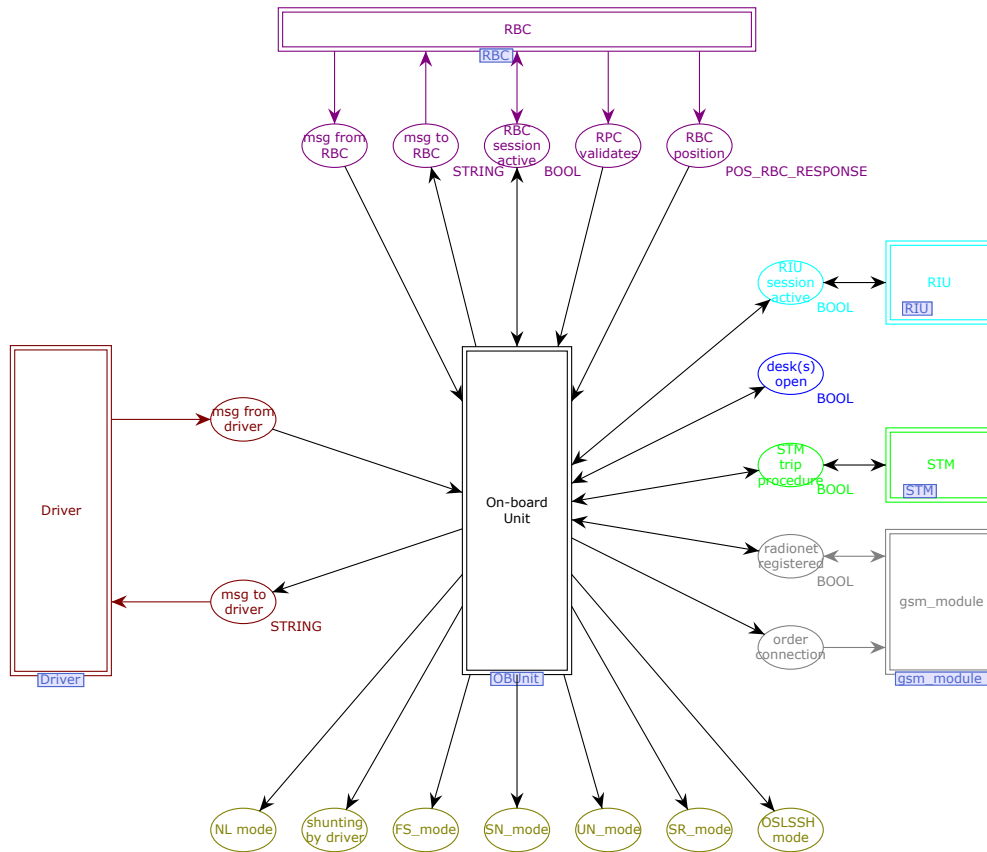 RBC
RBC
msg from
RBC
msg to
RBC
STRING
RBC
session
active
BOOL
RPC
validates
RBC
position
POS_RBC_RESPONSE
RIU
session
active
BOOL
RIU
RIU
desk(s)
open
BOOL
STM
trip
procedure
BOOL
STM
STM
radionet
registered
BOOL
gsm_module
gsm_module
order
connection
Driver
Driver
msg from
driver
msg to
driver
STRING
On-board
Unit
OBUnit
NL mode
shunting
by driver
FS_mode
SN_mode
UN_mode
SR_mode
OSLSSH
mode